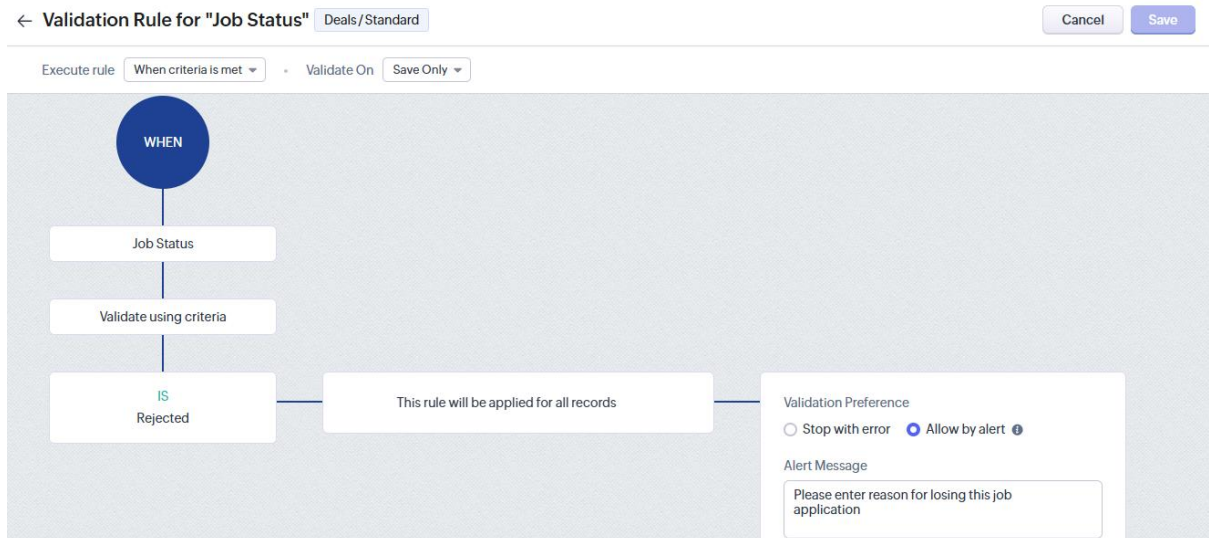 ← Validation Rule for "Job Status" Deals / Standard Cancel Save
Execute rule When criteria is met • Validate On Save Only
WHEN
Job Status
Validate using criteria
IS
Rejected
This rule will be applied for all records
Validation Preference
Stop with error Allow by alert
Alert Message
Please enter reason for losing this job
application